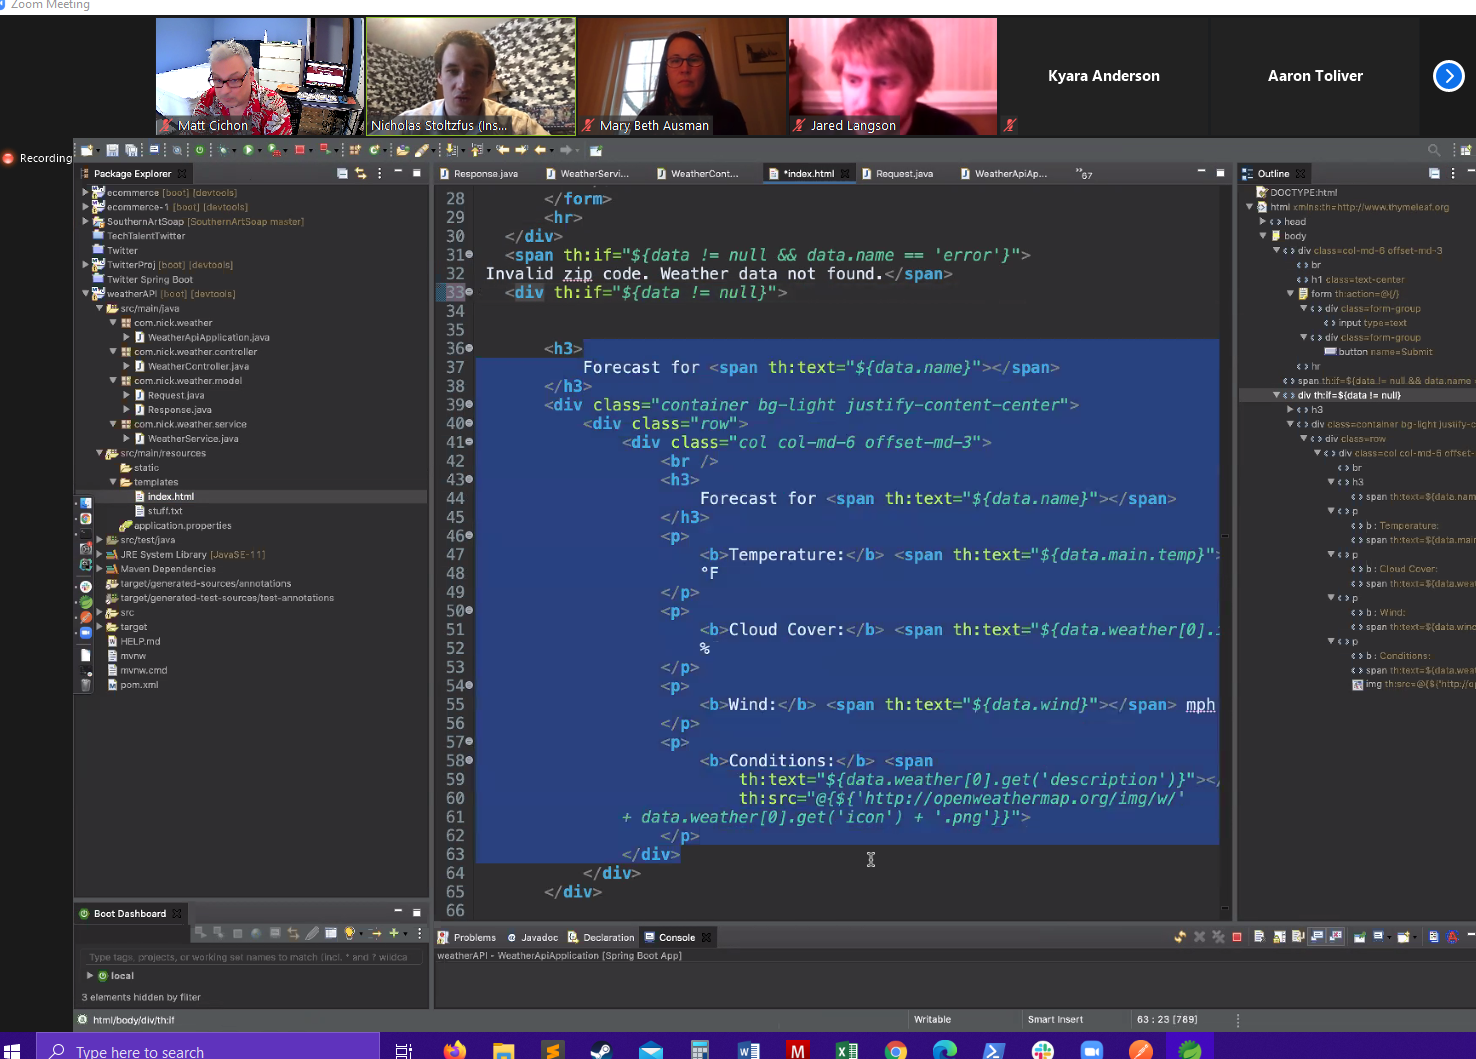 Zoom Meeting
Matt Cichon
Nicholas Stoltzfus (Ins...
Mary Beth Ausman
Jared Langson
Kyara Anderson
Aaron Toliver
Recording
Package Explorer
Response.java
WeatherServi...
WeatherCont...
*index.html
Request.java
WeatherApiAp...
67
Outline
ecommerce [boot] [devtools]
ecommerce-1 [boot] [devtools]
SouthernArtSoap [SouthernArtSoap master]
TechTalentTwitter
Twitter
TwitterProj [boot] [devtools]
Twitter Spring Boot
weatherAPI [boot] [devtools]
src/main/java
com.nick.weather
WeatherApiApplication.java
com.nick.weather.controller
WeatherController.java
com.nick.weather.model
Request.java
Response.java
com.nick.weather.service
WeatherService.java
src/main/resources
static
templates
index.html
stuff.txt
application.properties
src/test/java
JRE System Library [JavaSE-11]
Maven Dependencies
target/generated-sources/annotations
target/generated-test-sources/test-annotations
src
target
HELP.md
mvnw
mvnw.cmd
pom.xml
28 </form>
29 <hr>
30 </div>
31 <span th:if="${data != null && data.name == 'error'}">
32 Invalid zip code. Weather data not found.</span>
33 <div th:if="${data != null}">
34
35
36 <h3>
37 Forecast for <span th:text="${data.name}"></span>
38 </h3>
39 <div class="container bg-light justify-content-center">
40 <div class="row">
41 <div class="col col-md-6 offset-md-3">
42 <br />
43 <h3>
44 Forecast for <span th:text="${data.name}"></span>
45 </h3>
46 <p>
47 <b>Temperature:</b> <span th:text="${data.main.temp}">
48 °F
49 </p>
50 <p>
51 <b>Cloud Cover:</b> <span th:text="${data.weather[0].
52 %
53 </p>
54 <p>
55 <b>Wind:</b> <span th:text="${data.wind}"></span> mph
56 </p>
57 <p>
58 <b>Conditions:</b> <span
59 th:text="${data.weather[0].get('description')}"></
60 th:src="@{${'http://openweathermap.org/img/w/'
61 + data.weather[0].get('icon') + '.png'}}">
62 </p>
63 </div>
64 </div>
65 </div>
66
DOCTYPE:html
html xmlns:th=http://www.thymeleaf.org
head
body
div class=col-md-6 offset-md-3
br
h1 class=text-center
form th:action=@{/}
div class=form-group
input type=text
div class=form-group
button name=Submit
hr
span th:if=${data != null && data.name
div th:if=${data != null}
h3
div class=container bg-light justify-c
div class=row
div class=col col-md-6 offset-
br
h3
span th:text=${data.nam
p
b : Temperature:
span th:text=${data.mai
p
b : Cloud Cover:
span th:text=${data.wea
p
b : Wind:
span th:text=${data.winc
p
b : Conditions:
span th:text=${data.wea
img th:src=@{${'http://o
Boot Dashboard
Type tags, projects, or working set names to match (incl. * and ? wildca
local
3 elements hidden by filter
Problems
Javadoc
Declaration
Console
weatherAPI - WeatherApiApplication [Spring Boot App]
html/body/div/th:if
Writable
Smart Insert
63 : 23 [789]
Type here to search